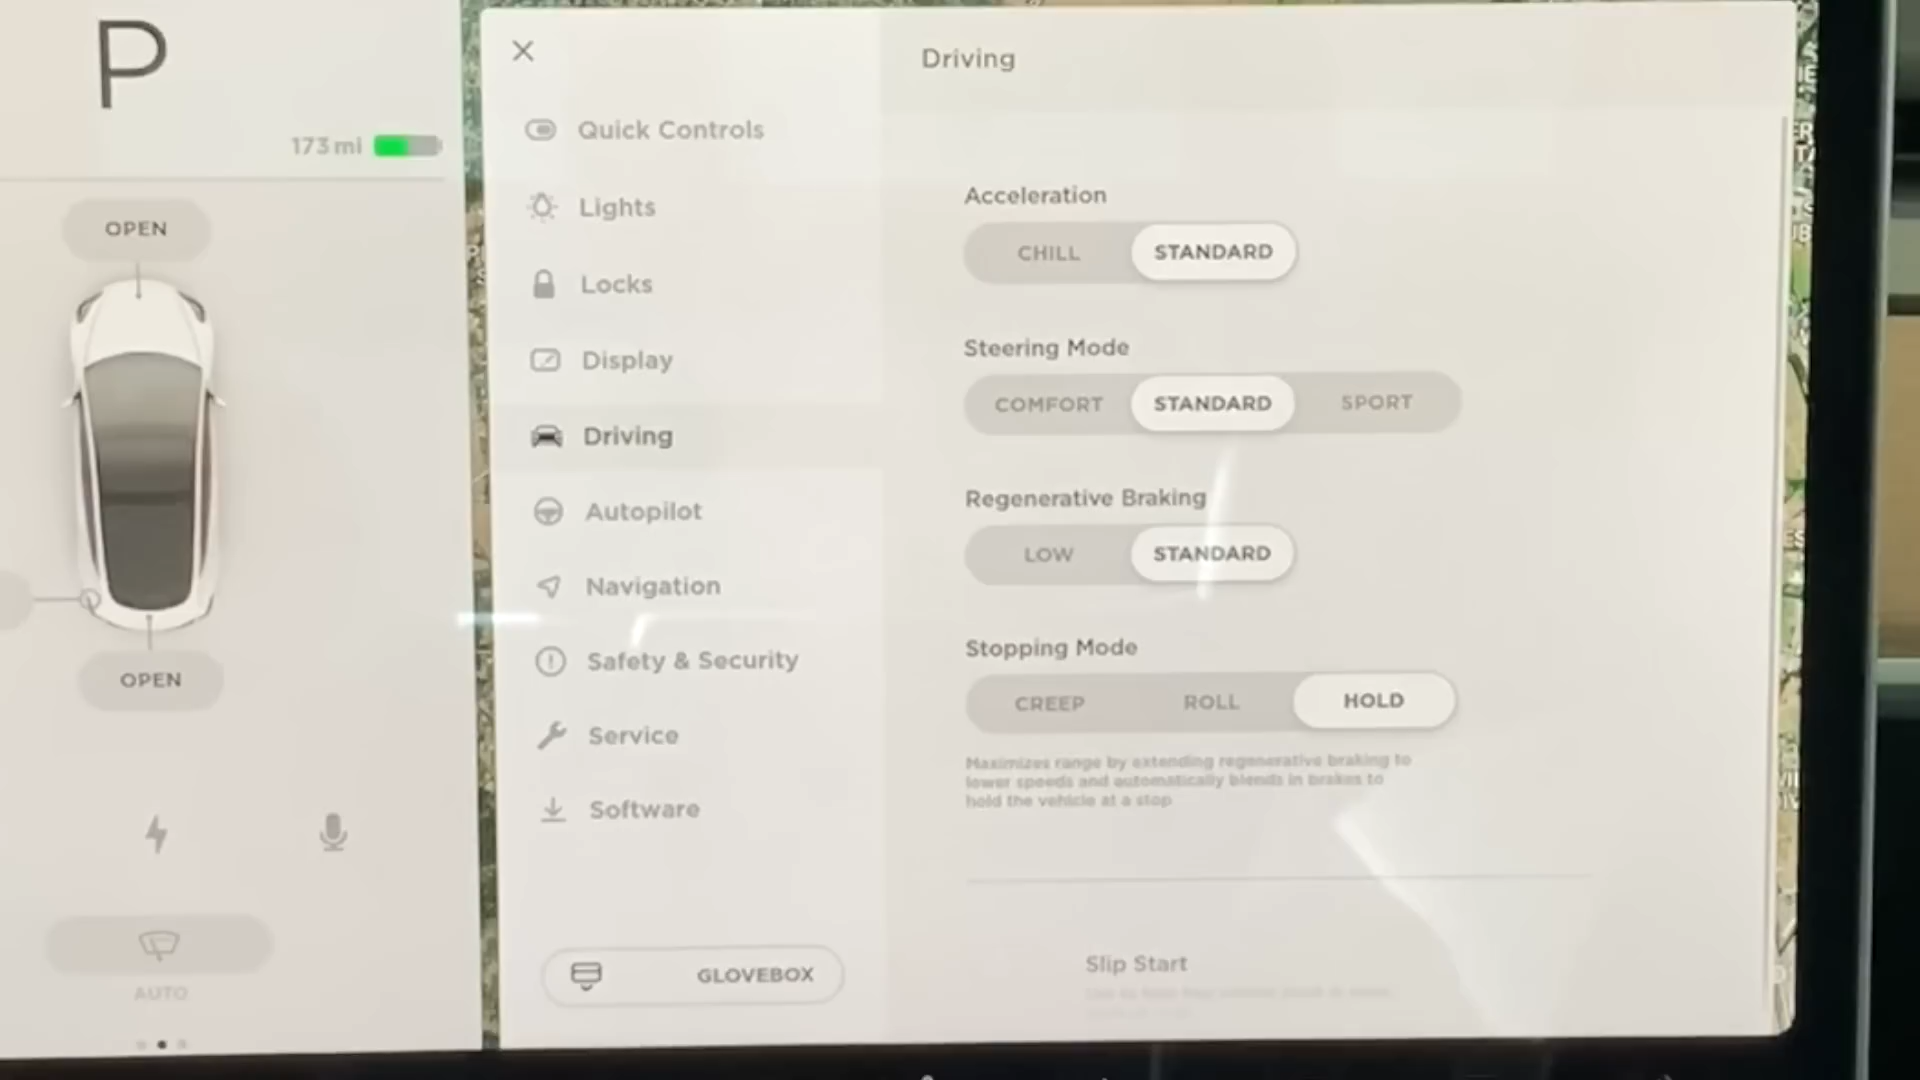 P
173 mi
OPEN
OPEN
AUTO
Quick Controls
Lights
Locks
Display
Driving
Autopilot
Navigation
Safety & Security
Service
Software
GLOVEBOX
Driving
Acceleration
CHILL STANDARD
Steering Mode
COMFORT STANDARD SPORT
Regenerative Braking
LOW STANDARD
Stopping Mode
CREEP ROLL HOLD
Maximizes range by extending regenerative braking to
lower speeds and automatically blends in brakes to
hold the vehicle at a stop
Slip Start